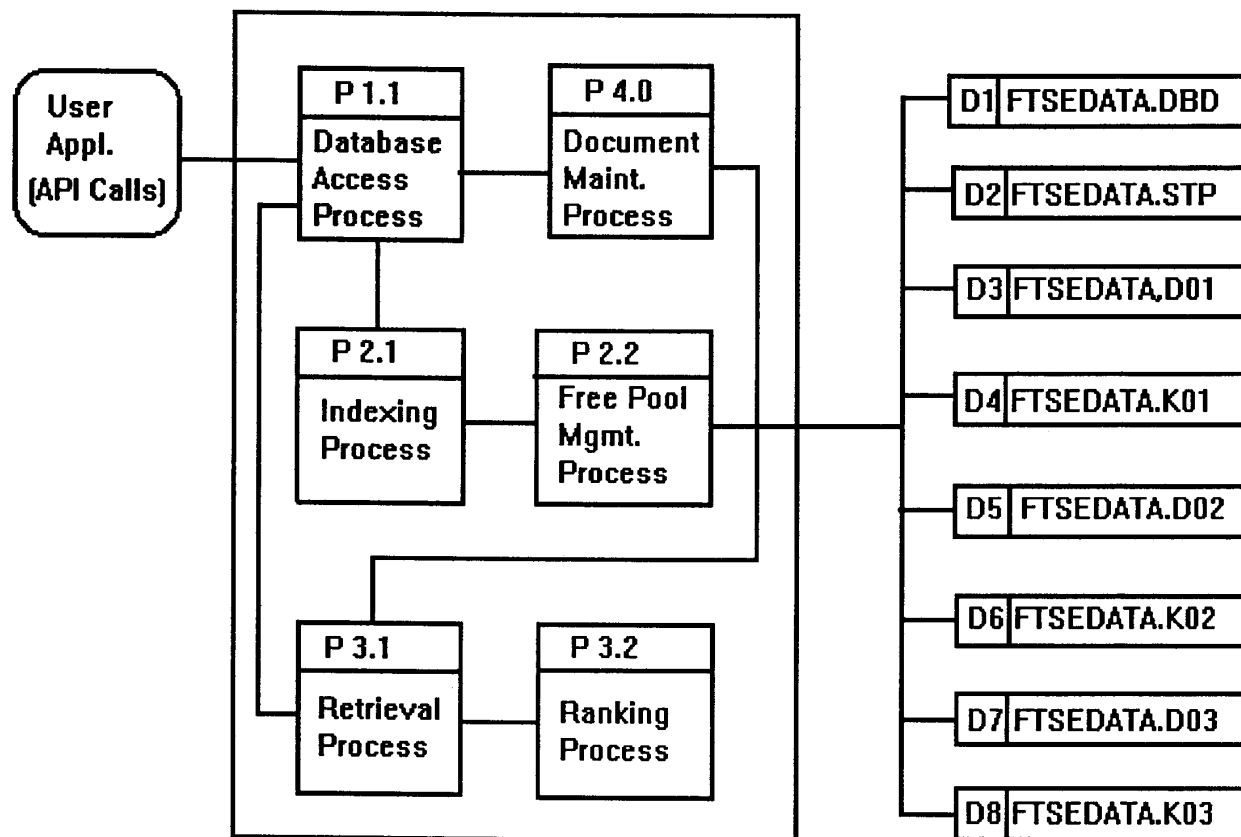 User
Appl.
(API Calls)
P 1.1
Database
Access
Process
P 4.0
Document
Maint.
Process
P 2.1
Indexing
Process
P 2.2
Free Pool
Mgmt.
Process
P 3.1
Retrieval
Process
P 3.2
Ranking
Process
D1 FTSEDATA.DBD
D2 FTSEDATA.STP
D3 FTSEDATA,D01
D4 FTSEDATA.K01
D5 FTSEDATA.D02
D6 FTSEDATA.K02
D7 FTSEDATA.D03
D8 FTSEDATA.K03